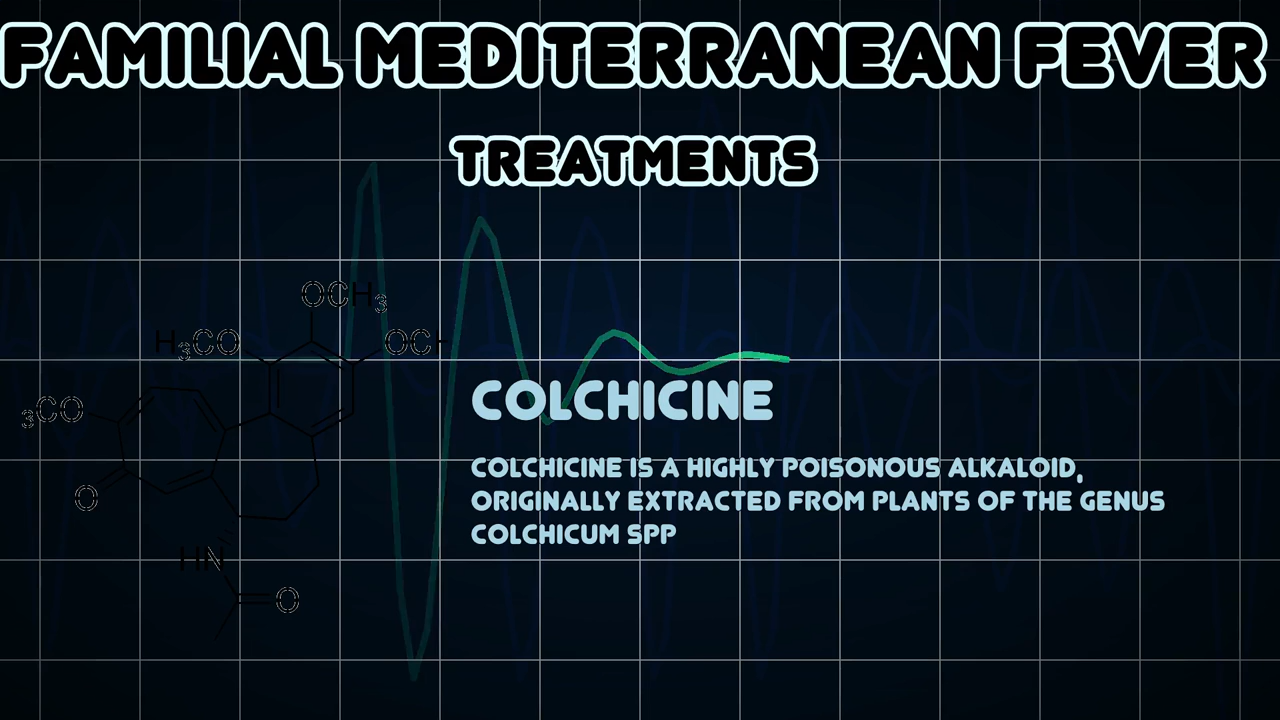 FAMILIAL MEDITERRANEAN FEVER
TREATMENTS
OCH₃
H₃CO
OCH
₃CO
O
HN
O
COLCHICINE
COLCHICINE IS A HIGHLY POISONOUS ALKALOID,
ORIGINALLY EXTRACTED FROM PLANTS OF THE GENUS
COLCHICUM SPP